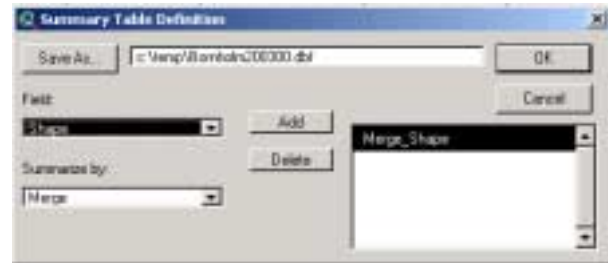 Summary Table Definition
Save As...
c:\temp\Bornholm200300.dbf
OK
Cancel
Field:
Shape
Add
Delete
Merge_Shape
Summarize by:
Merge